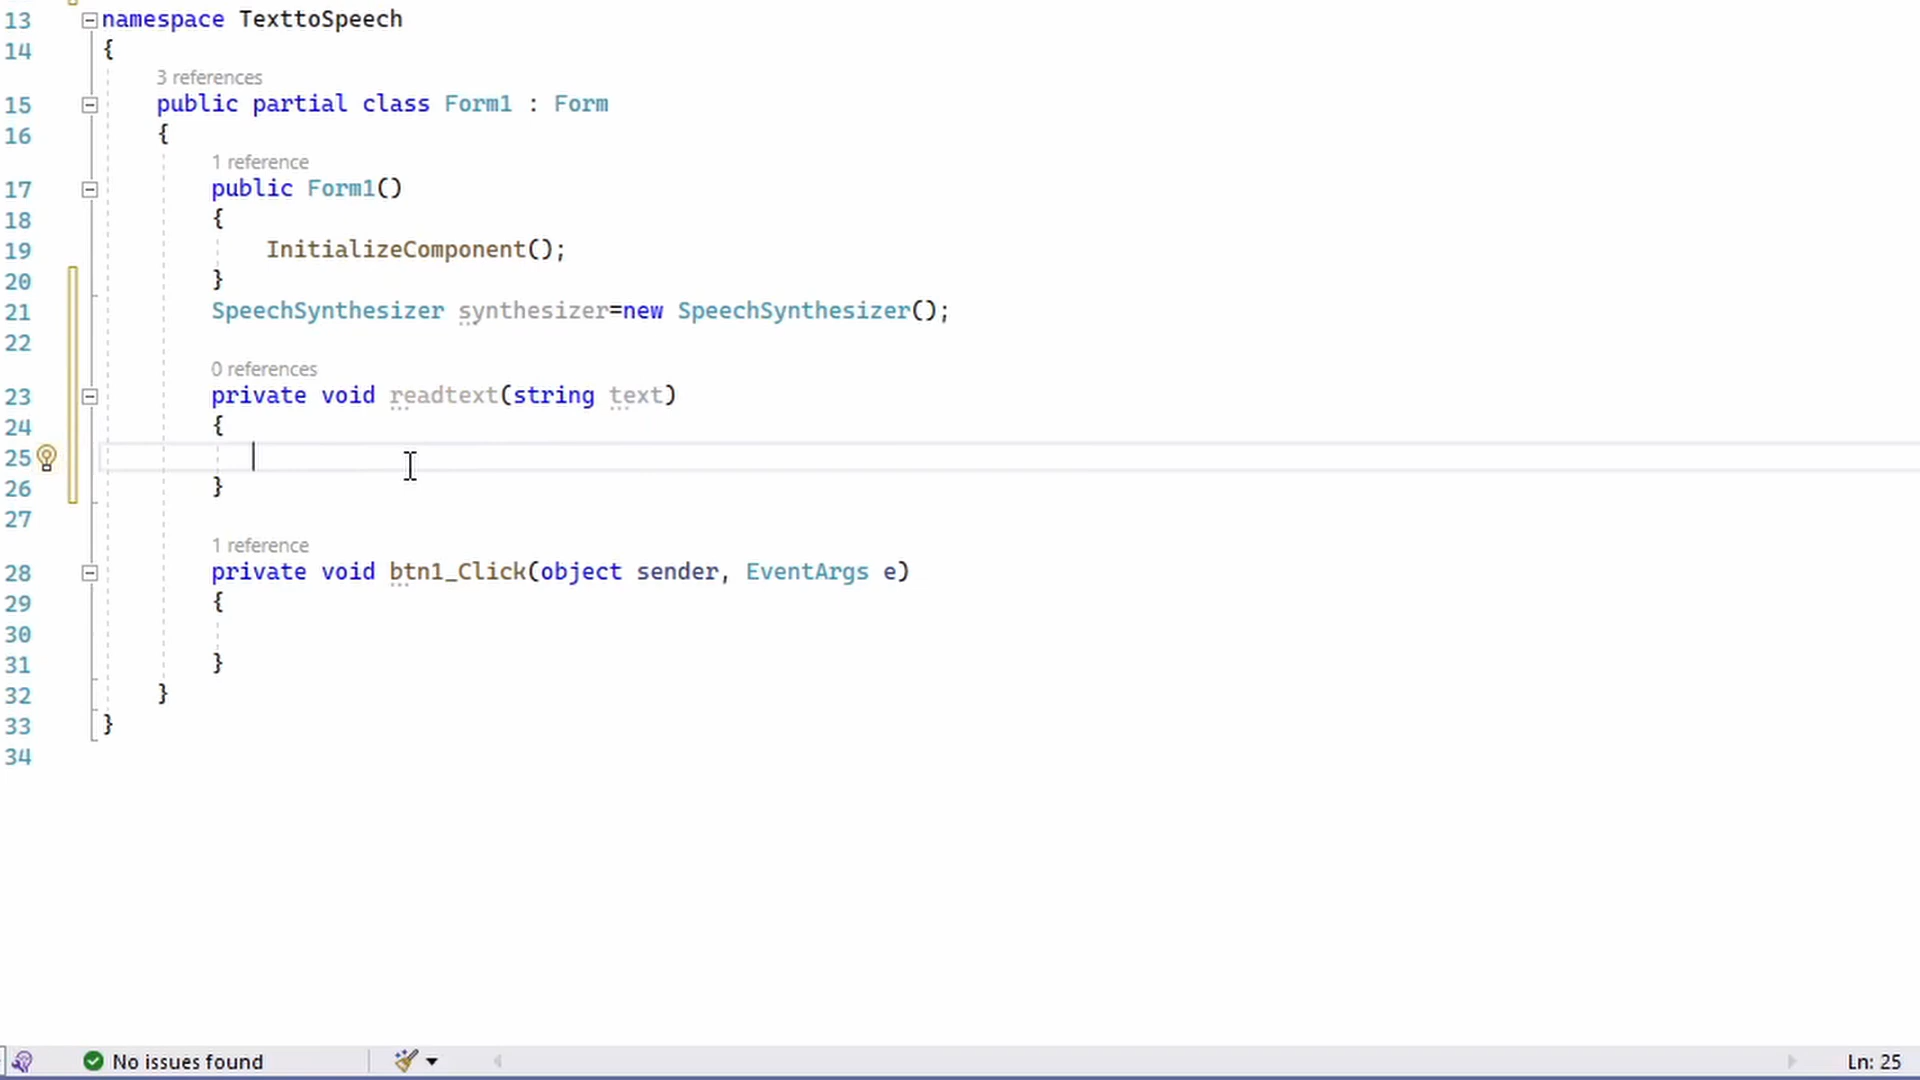 13 namespace TexttoSpeech
14 {
3 references
15 public partial class Form1 : Form
16 {
1 reference
17 public Form1()
18 {
19 InitializeComponent();
20 }
21 SpeechSynthesizer synthesizer=new SpeechSynthesizer();
22
0 references
23 private void readtext(string text)
24 {
25
26 }
27
1 reference
28 private void btn1_Click(object sender, EventArgs e)
29 {
30
31 }
32 }
33 }
34
No issues found
Ln: 25